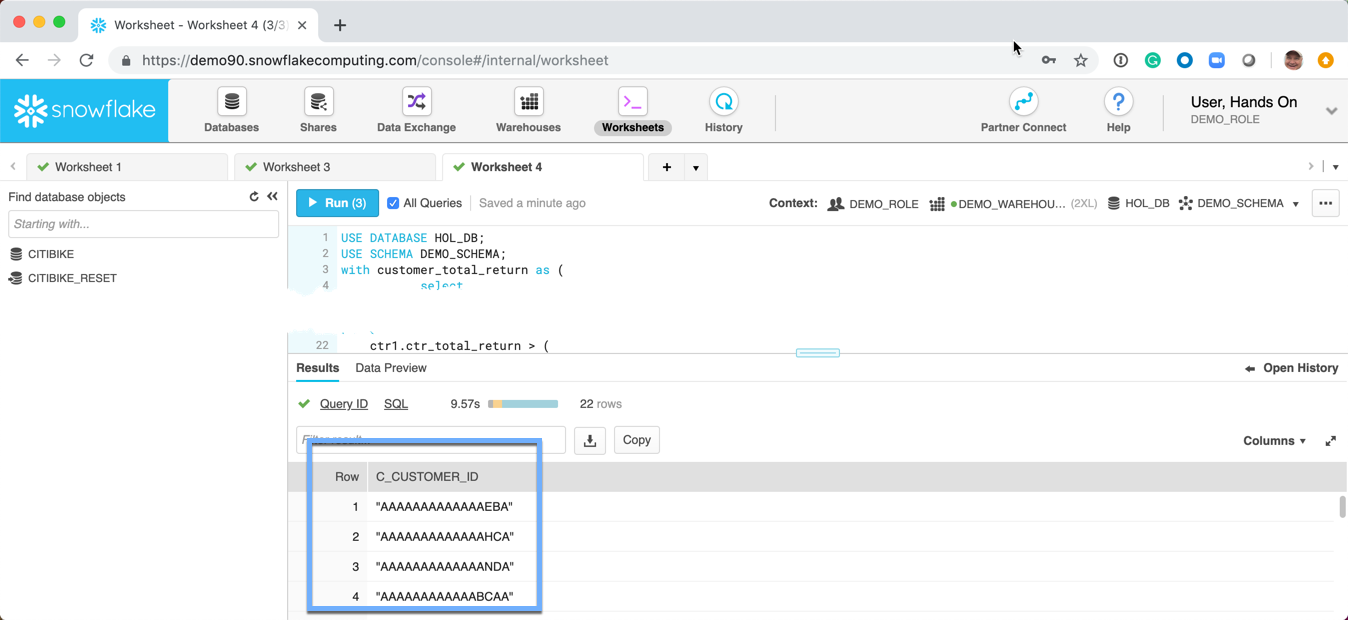 Worksheet - Worksheet 4 (3/3)
https://demo90.snowflakecomputing.com/console#/internal/worksheet
snowflake
Databases
Shares
Data Exchange
Warehouses
Worksheets
History
Partner Connect
Help
User, Hands On
DEMO_ROLE
Worksheet 1
Worksheet 3
Worksheet 4
Find database objects
Starting with...
CITIBIKE
CITIBIKE_RESET
Run (3)
All Queries
Saved a minute ago
Context: DEMO_ROLE DEMO_WAREHOU... (2XL) HOL_DB DEMO_SCHEMA
1 USE DATABASE HOL_DB;
2 USE SCHEMA DEMO_SCHEMA;
3 with customer_total_return as (
4 select
22 ctr1.ctr_total_return > (
Results Data Preview
Open History
Query ID SQL 9.57s 22 rows
Filter result...
Copy
Columns
Row C_CUSTOMER_ID
1 "AAAAAAAAAAAAAEBA"
2 "AAAAAAAAAAAAAHCA"
3 "AAAAAAAAAAAAANDA"
4 "AAAAAAAAAAAABCAA"